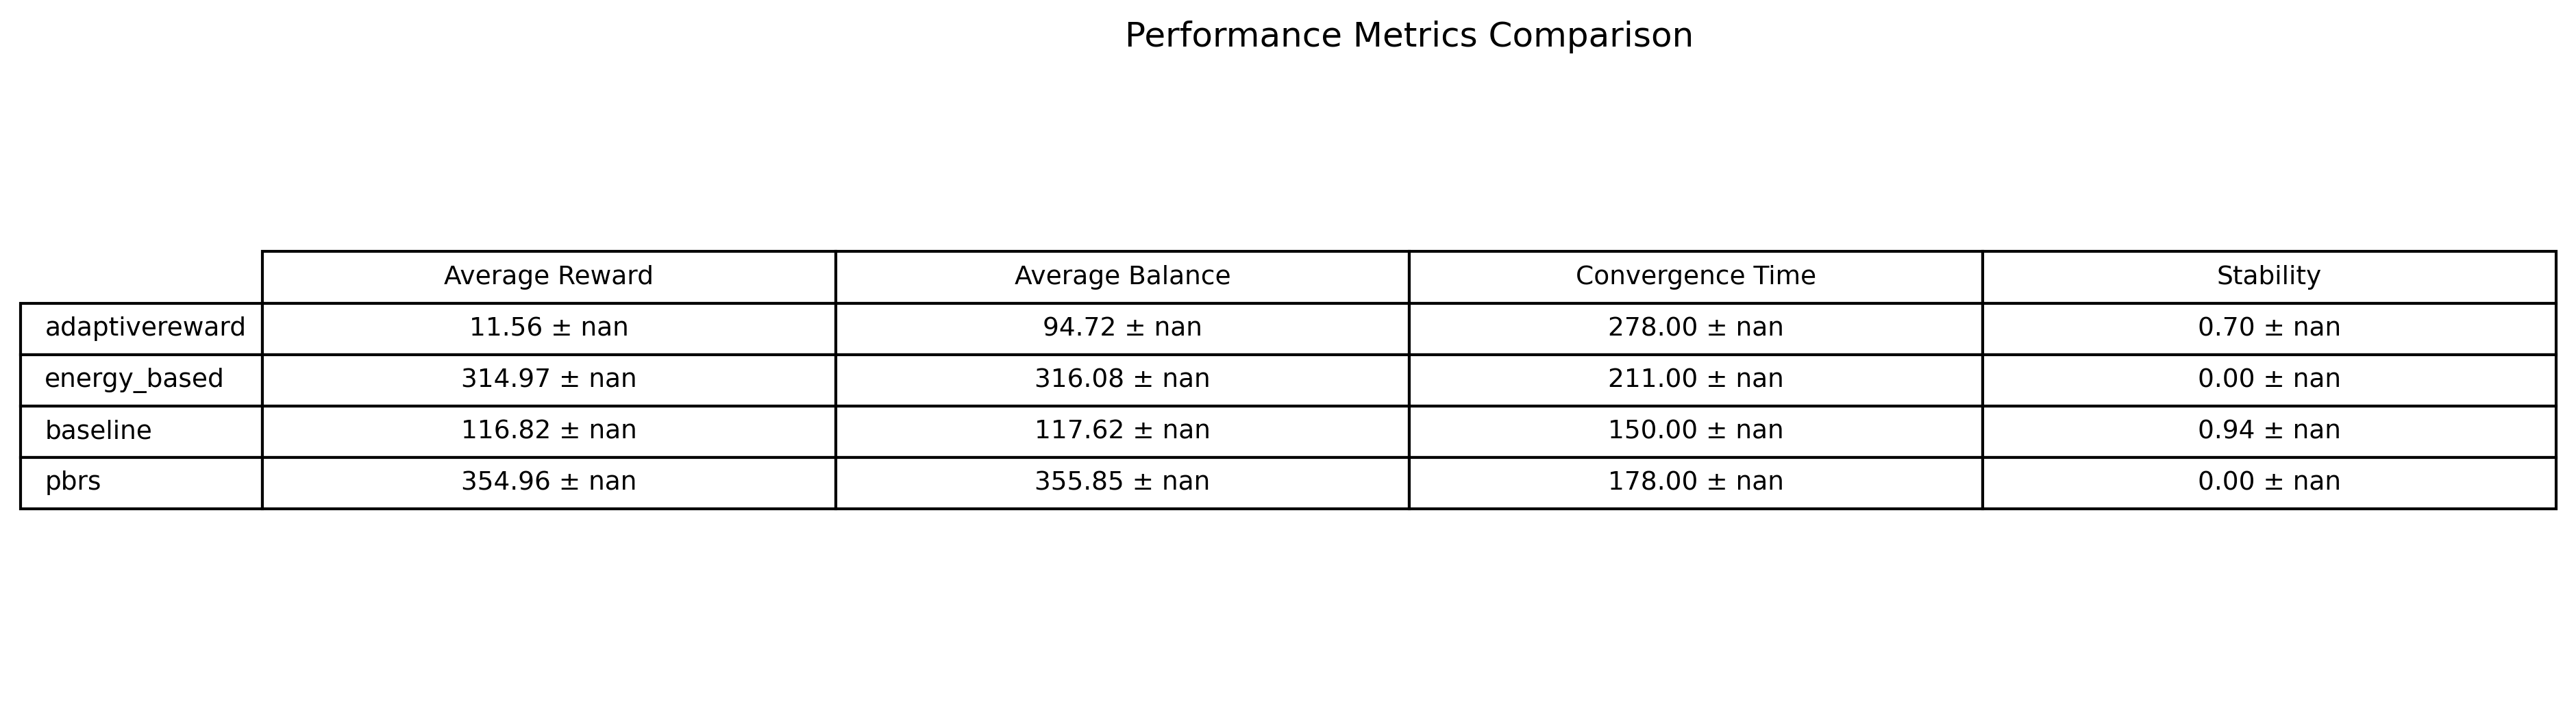 Performance Metrics Comparison
Average Reward Average Balance Convergence Time Stability
adaptivereward 11.56 ± nan 94.72 ± nan 278.00 ± nan 0.70 ± nan
energy_based 314.97 ± nan 316.08 ± nan 211.00 ± nan 0.00 ± nan
baseline 116.82 ± nan 117.62 ± nan 150.00 ± nan 0.94 ± nan
pbrs 354.96 ± nan 355.85 ± nan 178.00 ± nan 0.00 ± nan